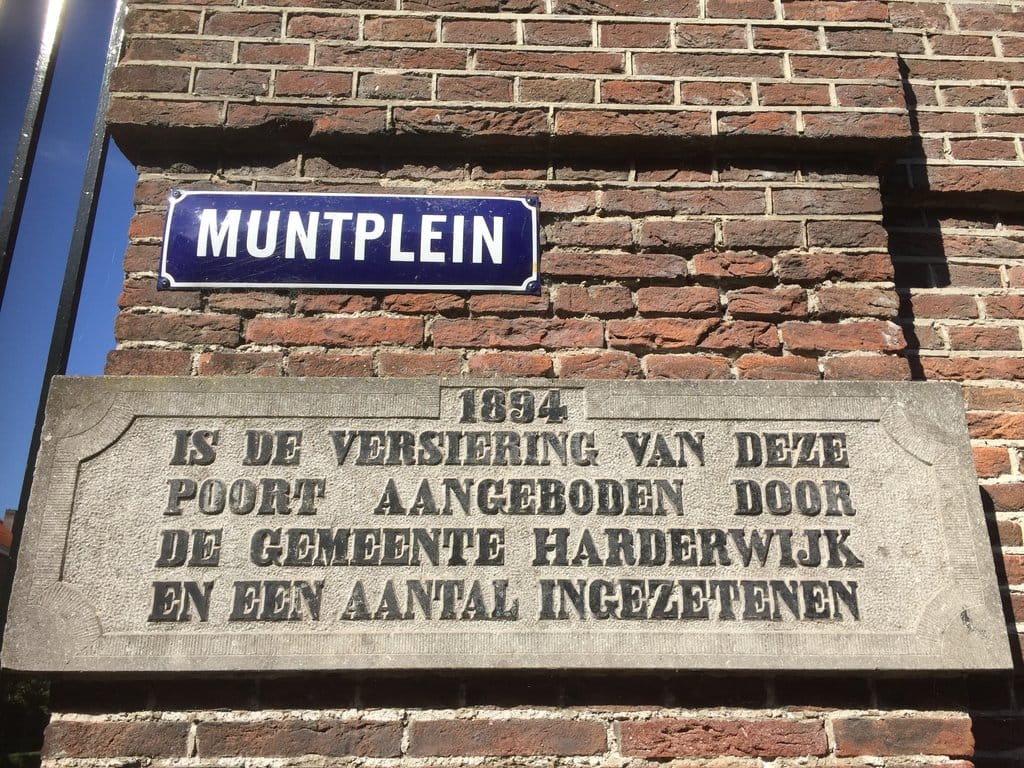 MUNTPLEIN
1894
IS DE VERSIERING VAN DEZE
POORT AANGEBODEN DOOR
DE GEMEENTE HARDERWIJK
EN EEN AANTAL INGEZETENEN